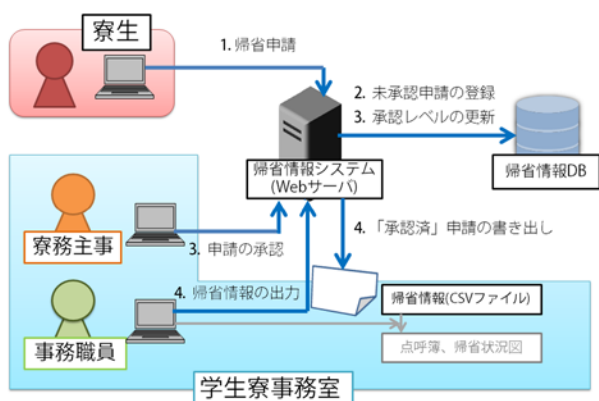 寮生
1. 帰省申請
2. 未承認申請の登録
3. 承認レベルの更新
帰省情報システム
(Webサーバ)
帰省情報DB
寮務主事
3. 申請の承認
4. 「承認済」申請の書き出し
4. 帰省情報の出力
帰省情報(CSVファイル)
事務職員
点呼簿、帰省状況図
学生寮事務室